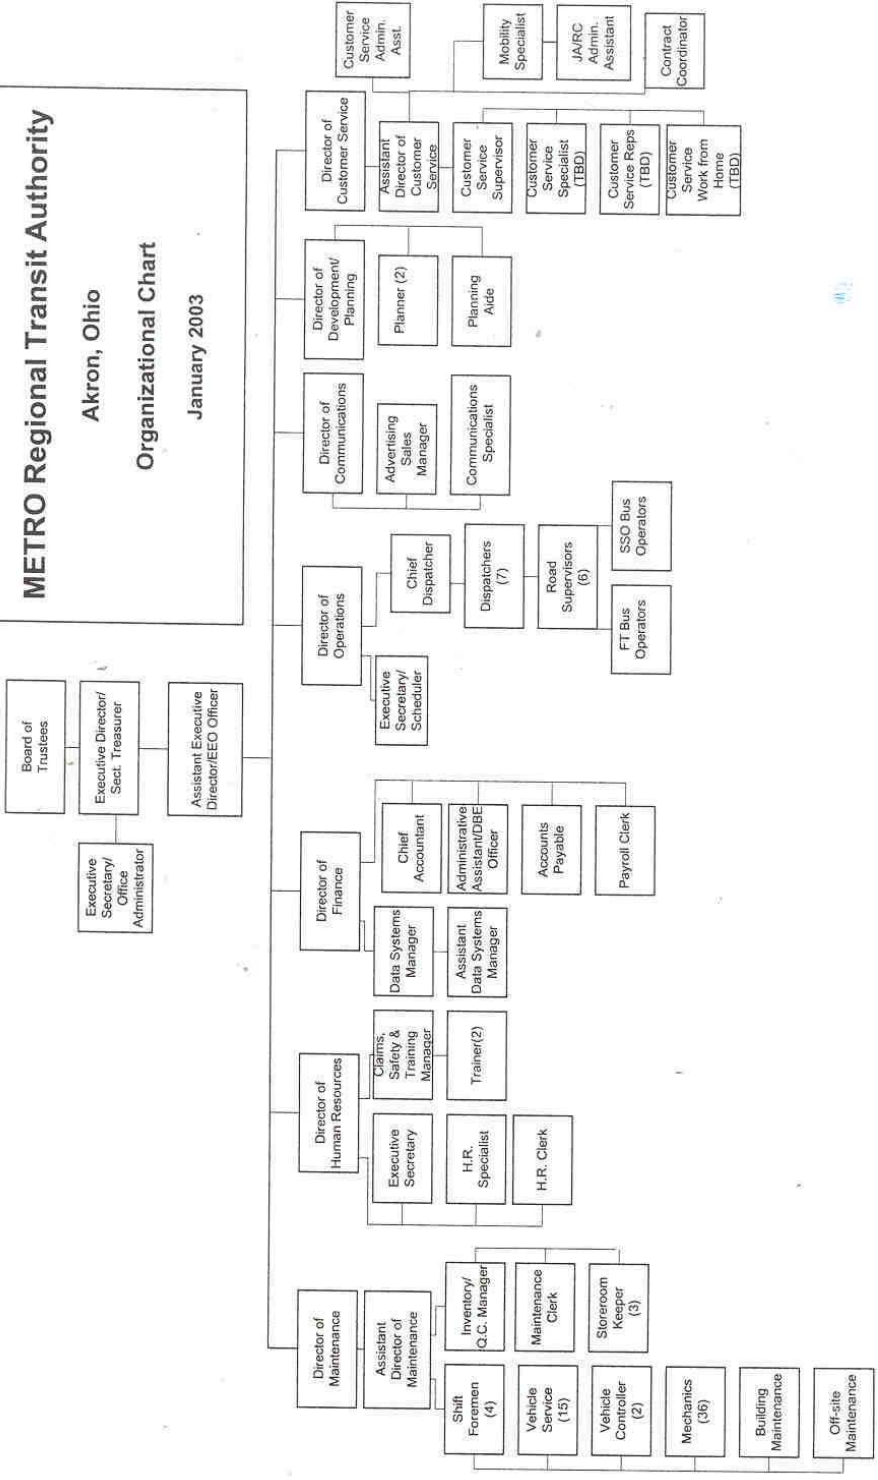 METRO Regional Transit Authority
Akron, Ohio
Organizational Chart
January 2003
Board of
Trustees
Executive Director/
Sect. Treasurer
Executive
Secretary/
Office
Administrator
Assistant Executive
Director/EEO Officer
Director of
Maintenance
Assistant
Director of
Maintenance
Shift
Foremen
(4)
Vehicle
Service
(15)
Vehicle
Controller
(2)
Mechanics
(36)
Building
Maintenance
Off-site
Maintenance
Inventory/
Q.C. Manager
Maintenance
Clerk
Storeroom
Keeper
(3)
Director of
Human Resources
Executive
Secretary
H.R.
Specialist
H.R. Clerk
Claims,
Safety &
Training
Manager
Trainer(2)
Director of
Finance
Data Systems
Manager
Assistant
Data Systems
Manager
Chief
Accountant
Administrative
Assistant/DBE
Officer
Accounts
Payable
Payroll Clerk
Director of
Operations
Executive
Secretary/
Scheduler
Chief
Dispatcher
Dispatchers
(7)
Road
Supervisors
(6)
FT Bus
Operators
SSO Bus
Operators
Director of
Communications
Advertising
Sales
Manager
Communications
Specialist
Director of
Development/
Planning
Planner (2)
Planning
Aide
Director of
Customer Service
Assistant
Director of
Customer
Service
Customer
Service
Supervisor
Customer
Service
Specialist
(TBD)
Customer
Service Reps
(TBD)
Customer
Service
Work from
Home
(TBD)
Customer
Service
Admin.
Asst.
Mobility
Specialist
JA/RC
Admin.
Assistant
Contract
Coordinator